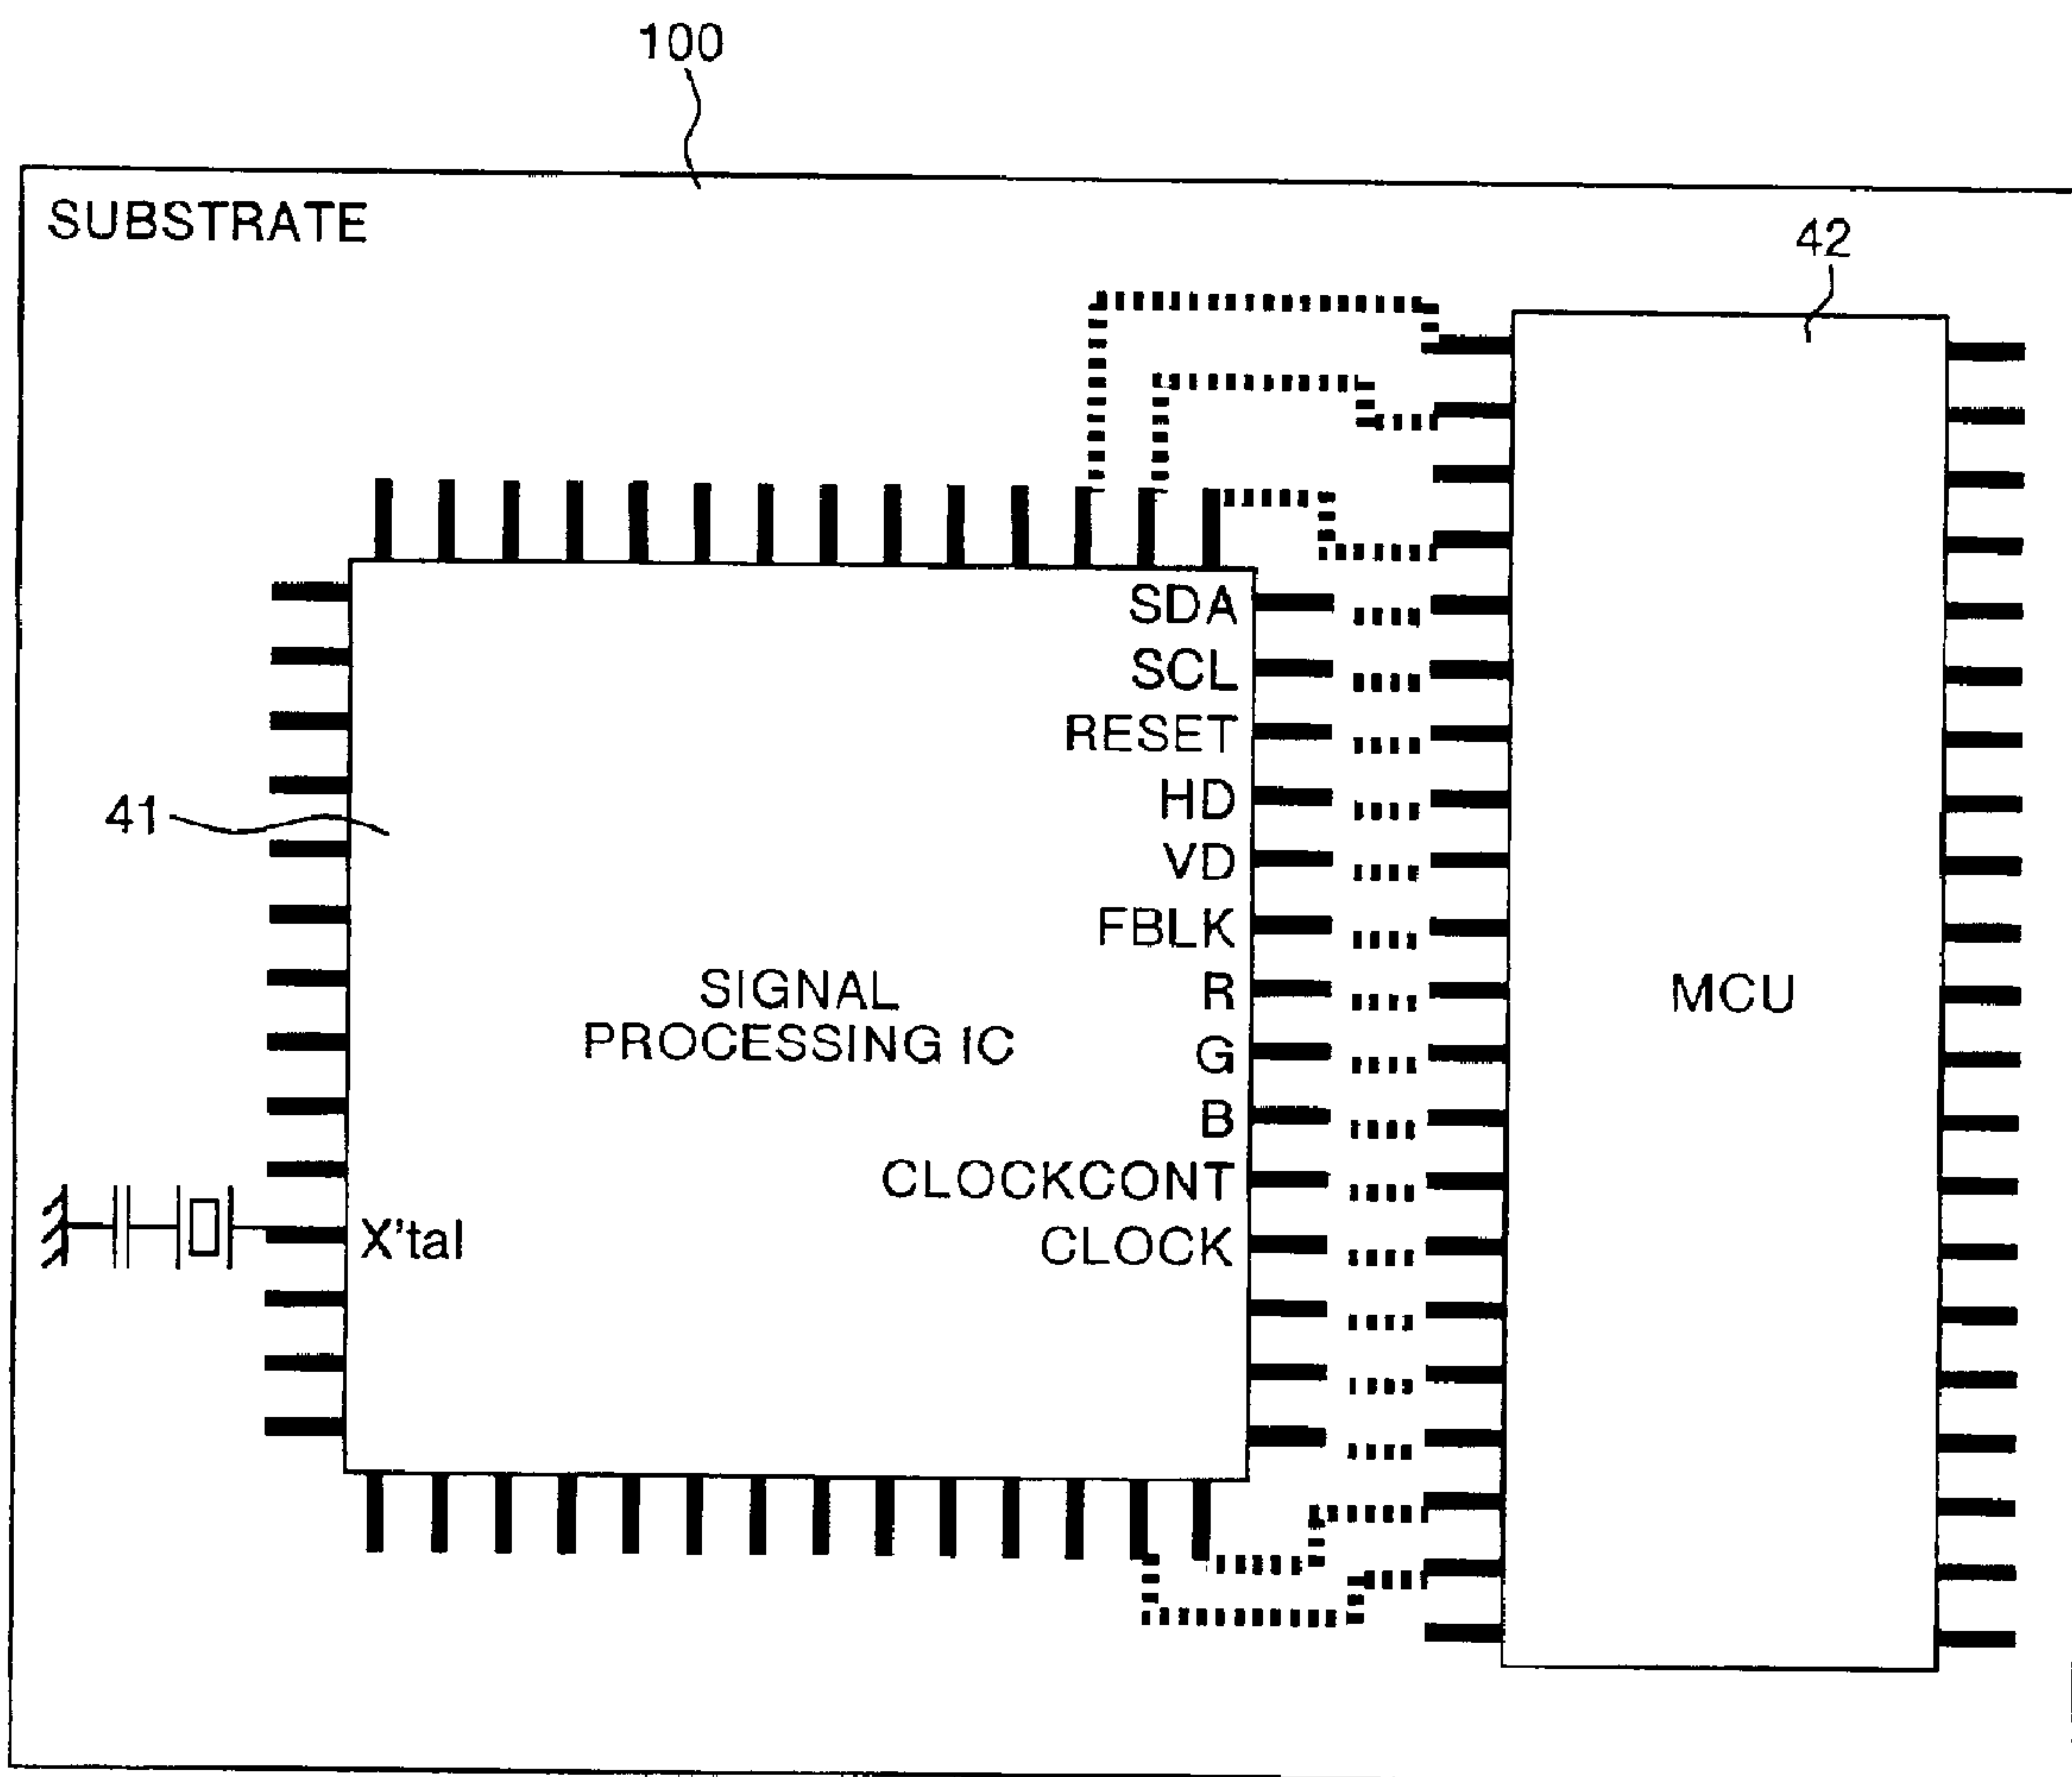 100
SUBSTRATE
42
SDA
SCL
RESET
HD
41
VD
FBLK
SIGNAL
PROCESSING IC
R
MCU
G
B
CLOCKCONT
X'tal
CLOCK